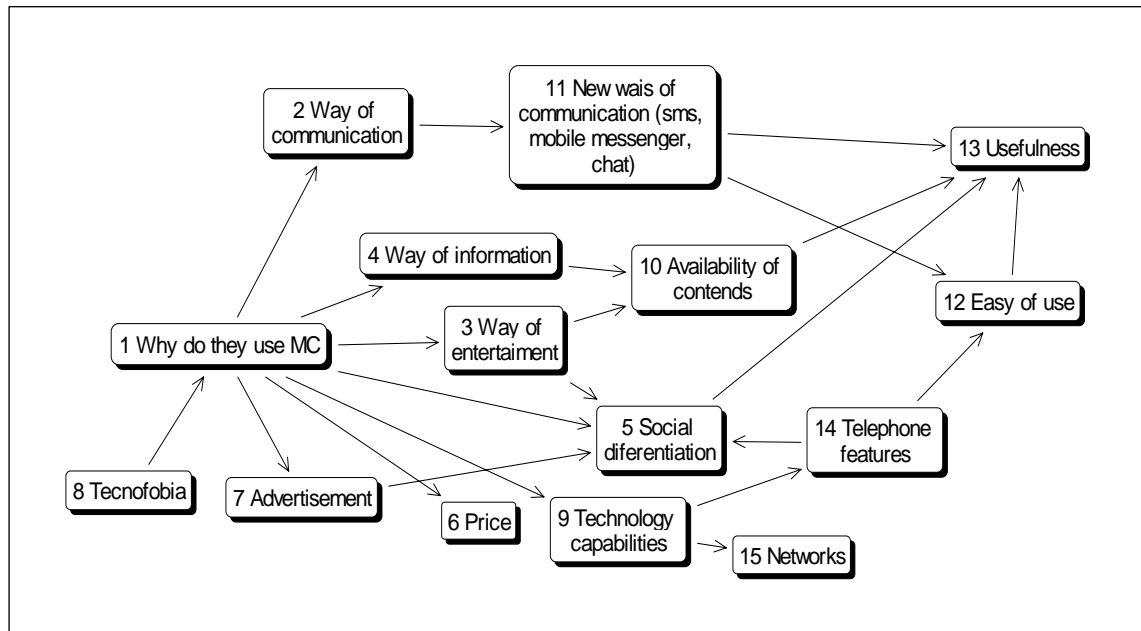 11 New wais of
communication (sms,
mobile messenger,
chat)
2 Way of
communication
13 Usefulness
4 Way of information
10 Availability of
contends
12 Easy of use
3 Way of
entertaiment
1 Why do they use MC
5 Social
diferentiation
14 Telephone
features
8 Tecnofobia
7 Advertisement
6 Price
9 Technology
capabilities
15 Networks